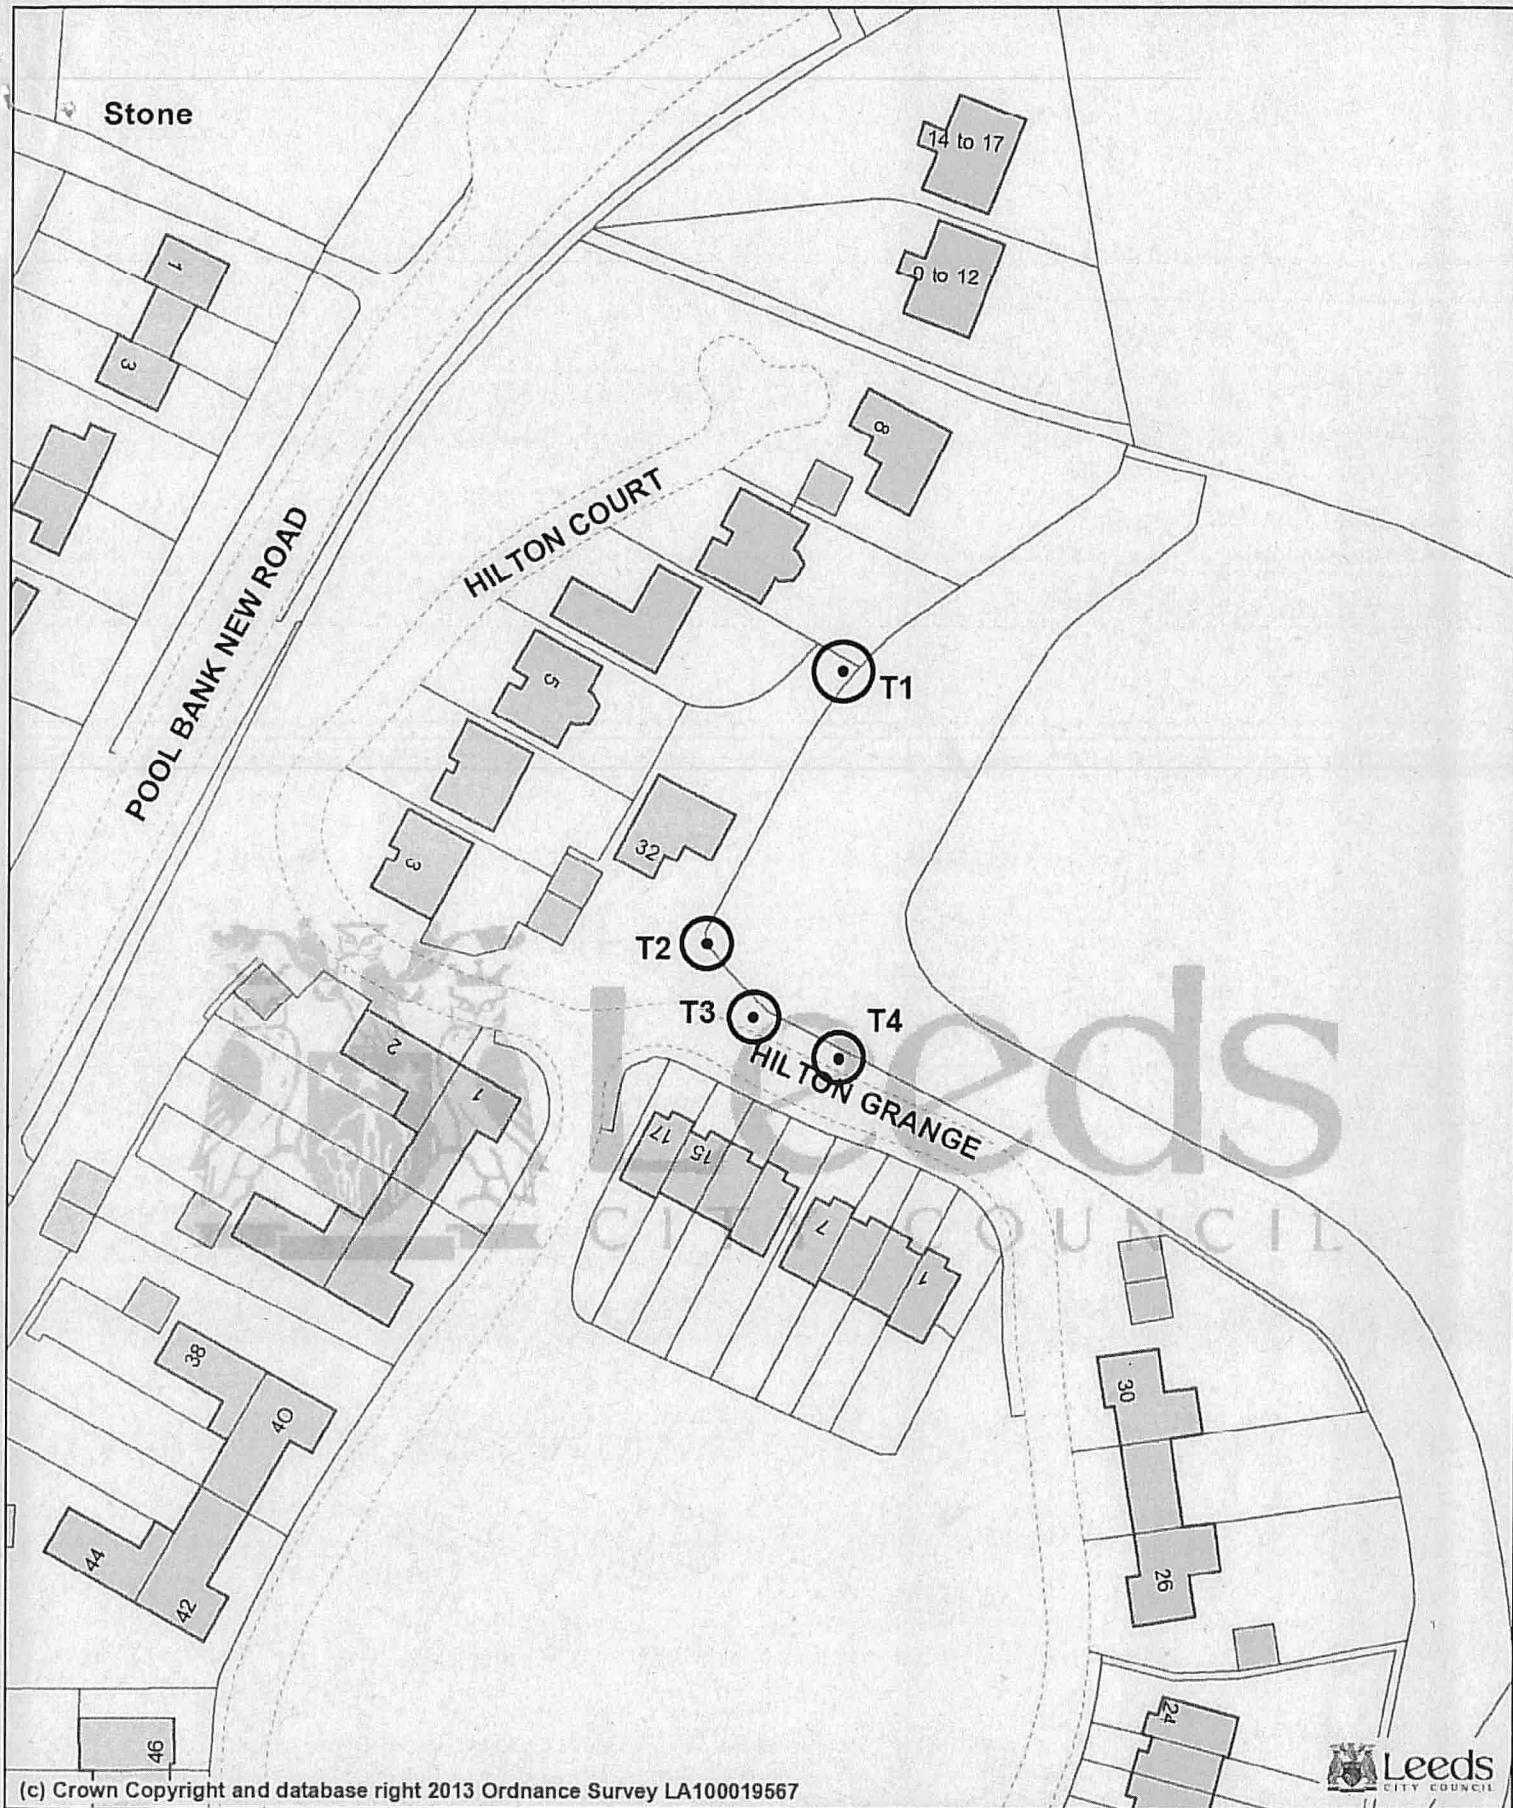 Stone
14 to 17
0 to 12
1
3
8
HILTON COURT
POOL BANK NEW ROAD
5
T1
32
3
T2
T3
T4
HILTON GRANGE
Leeds
CITY COUNCIL
2
1
17
15
7
1
38
40
30
44
42
26
24
46
(c) Crown Copyright and database right 2013 Ordnance Survey LA100019567
Leeds
CITY COUNCIL